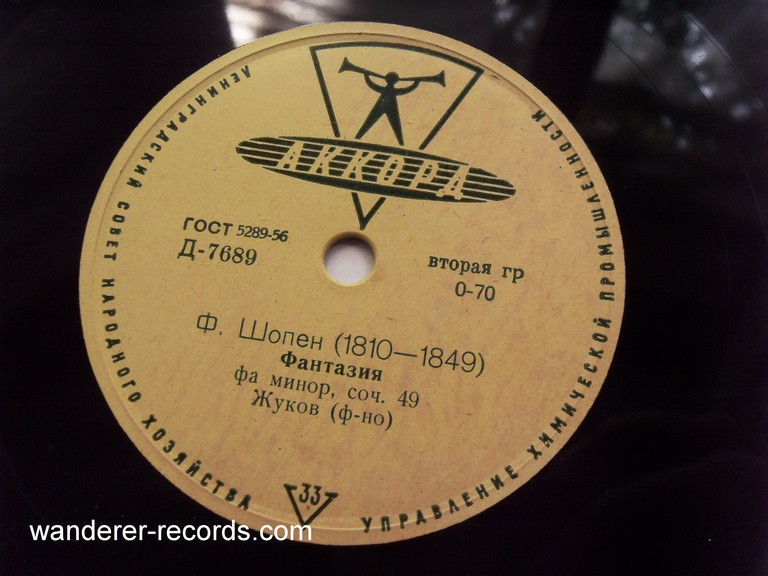 ЛЕНИНГРАДСКИЙ СОВЕТ НАРОДНОГО ХОЗЯЙСТВА
УПРАВЛЕНИЕ ХИМИЧЕСКОЙ ПРОМЫШЛЕННОСТИ
АККОРД
ГОСТ 5289-56
Д-7689
вторая гр
0-70
Ф. Шопен (1810—1849)
Фантазия
фа минор, соч. 49
Жуков (ф-но)
33
wanderer-records.com